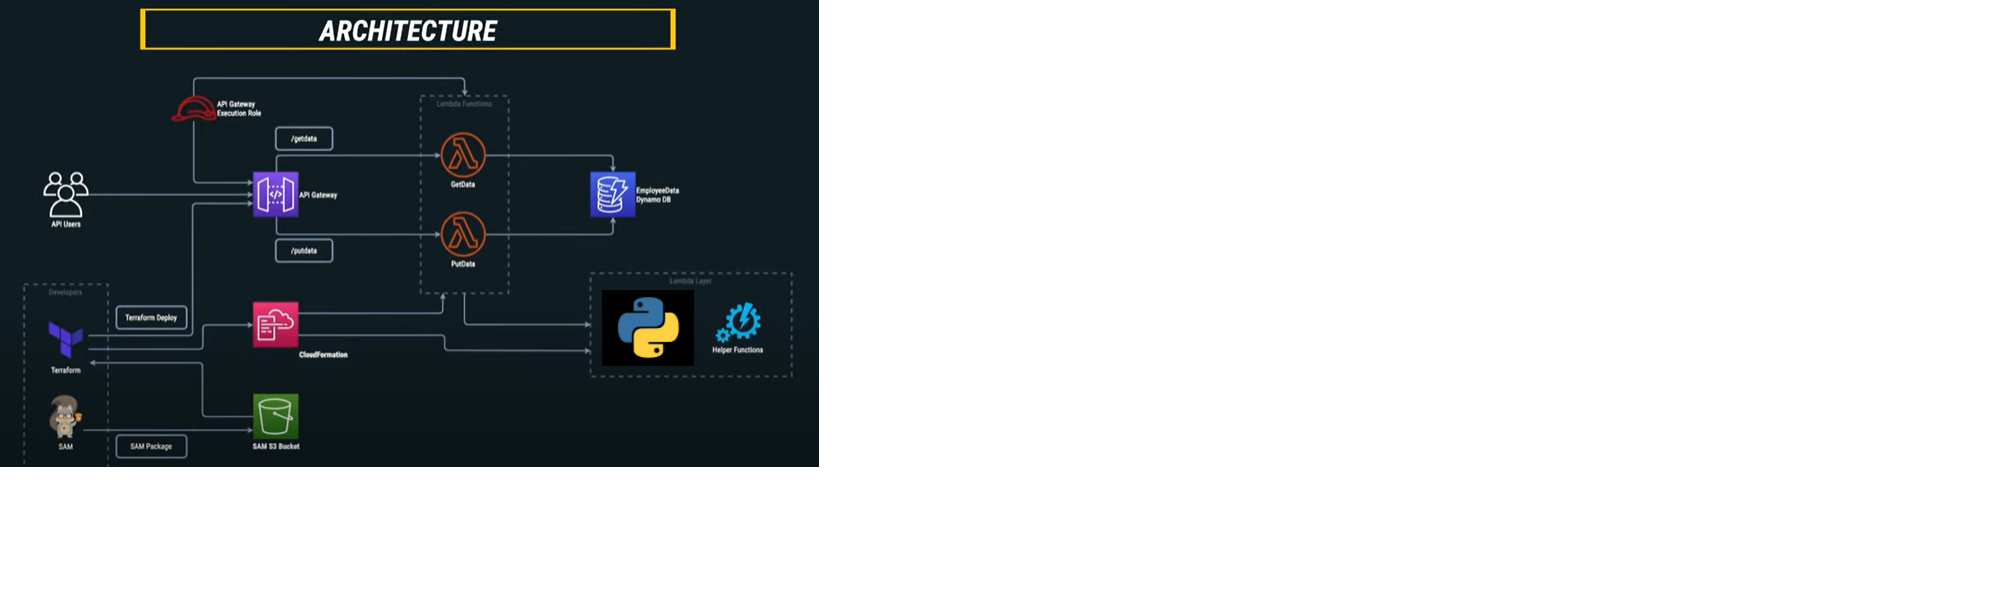 ARCHITECTURE
API Gateway
Execution Role
Lambda Functions
/getdata
GetData
API Users
API Gateway
EmployeeData
Dynamo DB
/putdata
PutData
Developers
Terraform Deploy
Terraform
CloudFormation
Lambda Layer
Helper Functions
SAM
SAM Package
SAM S3 Bucket